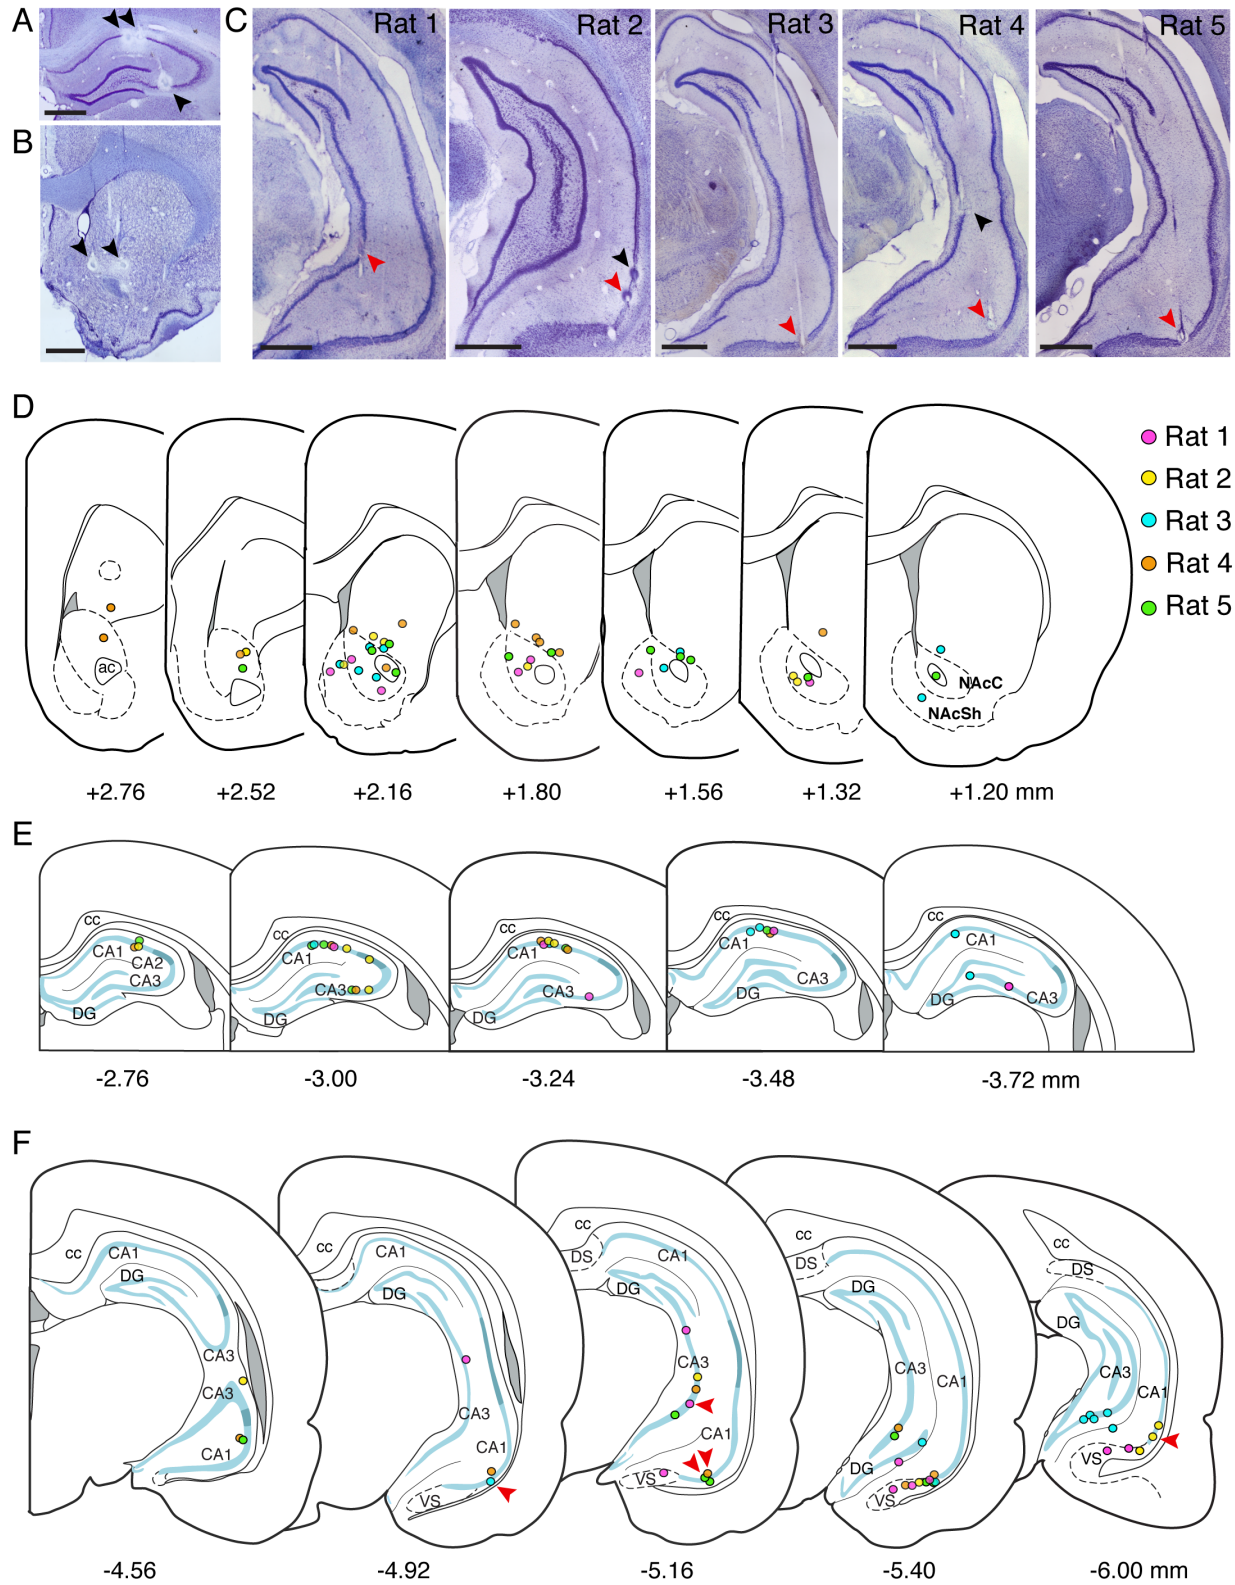 A
C
Rat 1
Rat 2
Rat 3
Rat 4
Rat 5
B
D
Rat 1
Rat 2
Rat 3
Rat 4
Rat 5
ac
NAcC
NAcSh
+2.76
+2.52
+2.16
+1.80
+1.56
+1.32
+1.20 mm
E
cc
CA1
CA2
CA3
DG
cc
CA1
CA3
DG
cc
CA1
CA3
DG
cc
CA1
CA3
DG
cc
CA1
CA3
DG
-2.76
-3.00
-3.24
-3.48
-3.72 mm
F
cc
CA1
DG
CA3
CA3
CA1
cc
CA1
DG
CA3
CA1
VS
cc
DS
CA1
DG
CA3
CA1
VS
cc
DS
DG
CA3
CA1
DG
VS
cc
DS
DG
CA3
CA1
VS
-4.56
-4.92
-5.16
-5.40
-6.00 mm